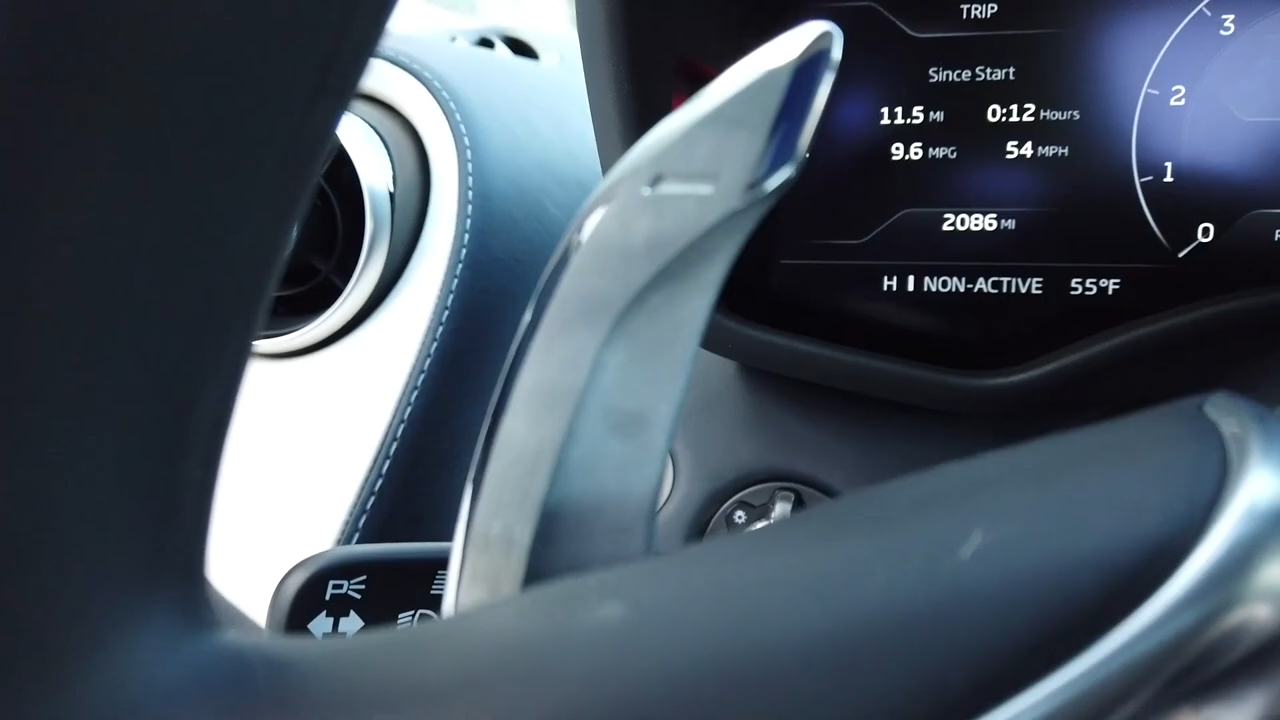 TRIP
Since Start
11.5 MI 0:12 Hours
9.6 MPG 54 MPH
2086 MI
H NON-ACTIVE 55°F
3
2
1
0
P